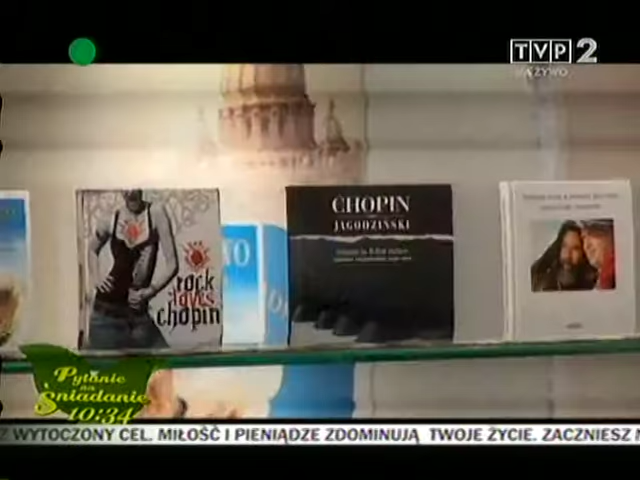 TVP2
NA ŻYWO
rock
loves
chopin
CHOPIN
JAGODZIŃSKI
Pytanie
na
Śniadanie
10:34
Z WYTOCZONY CEL. MIŁOŚĆ I PIENIĄDZE ZDOMINUJĄ TWOJE ŻYCIE. ZACZNIESZ